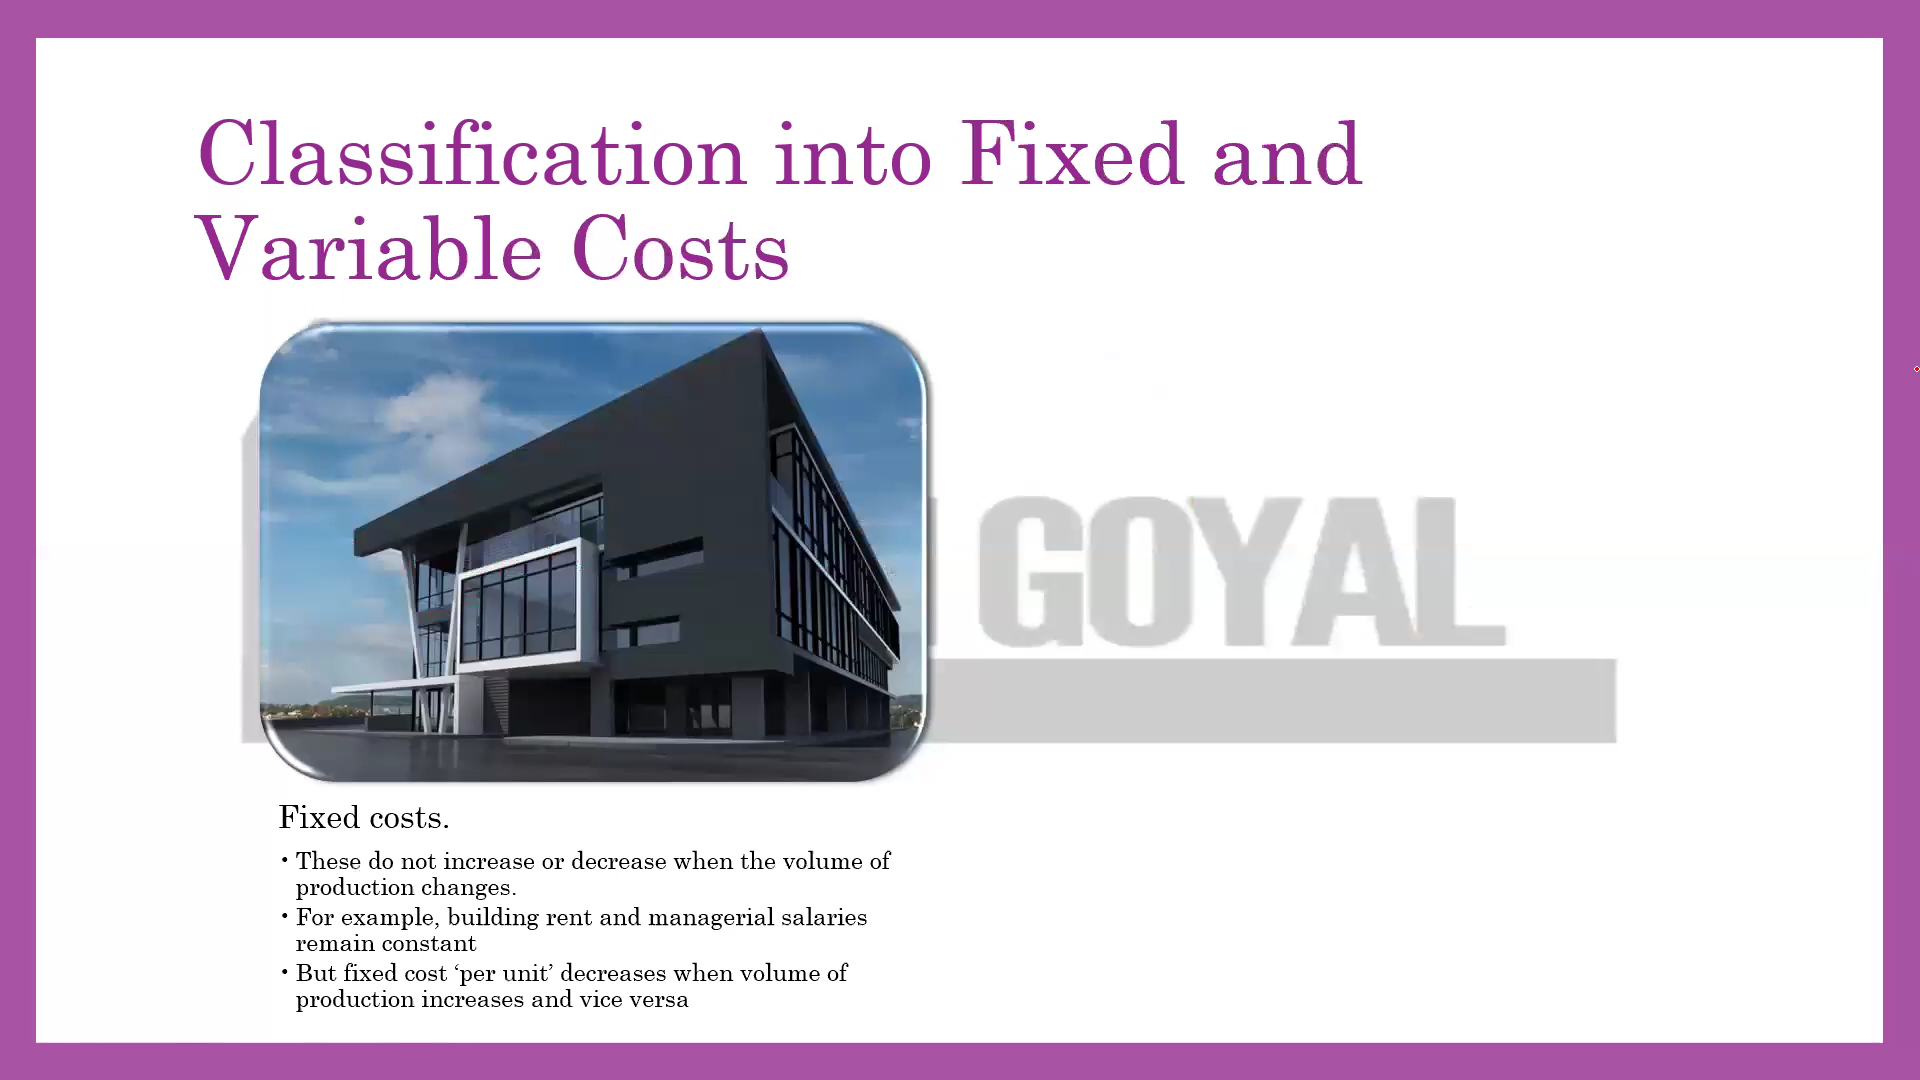 Classification into Fixed and
Variable Costs
GOYAL
Fixed costs.
• These do not increase or decrease when the volume of
production changes.
• For example, building rent and managerial salaries
remain constant
• But fixed cost ‘per unit’ decreases when volume of
production increases and vice versa